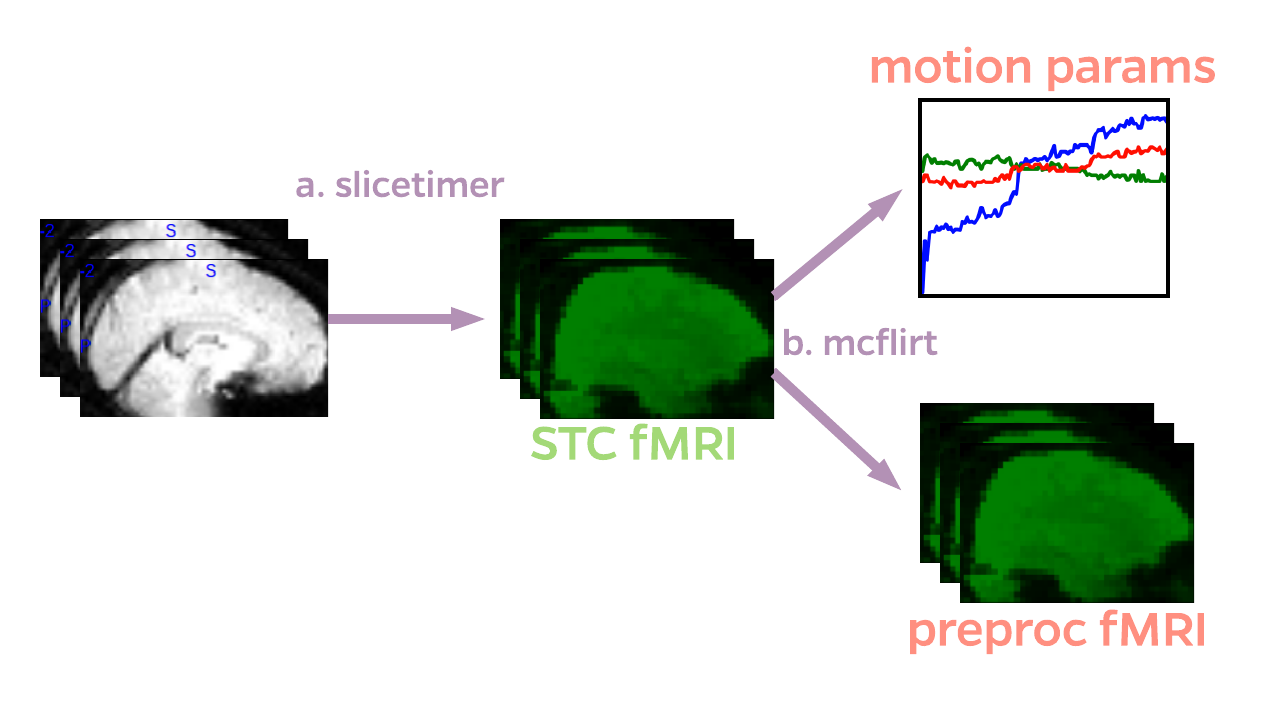 motion params
a. slicetimer
-2 S
-2 S
-2 S
P
P
P
b. mcflirt
STC fMRI
preproc fMRI